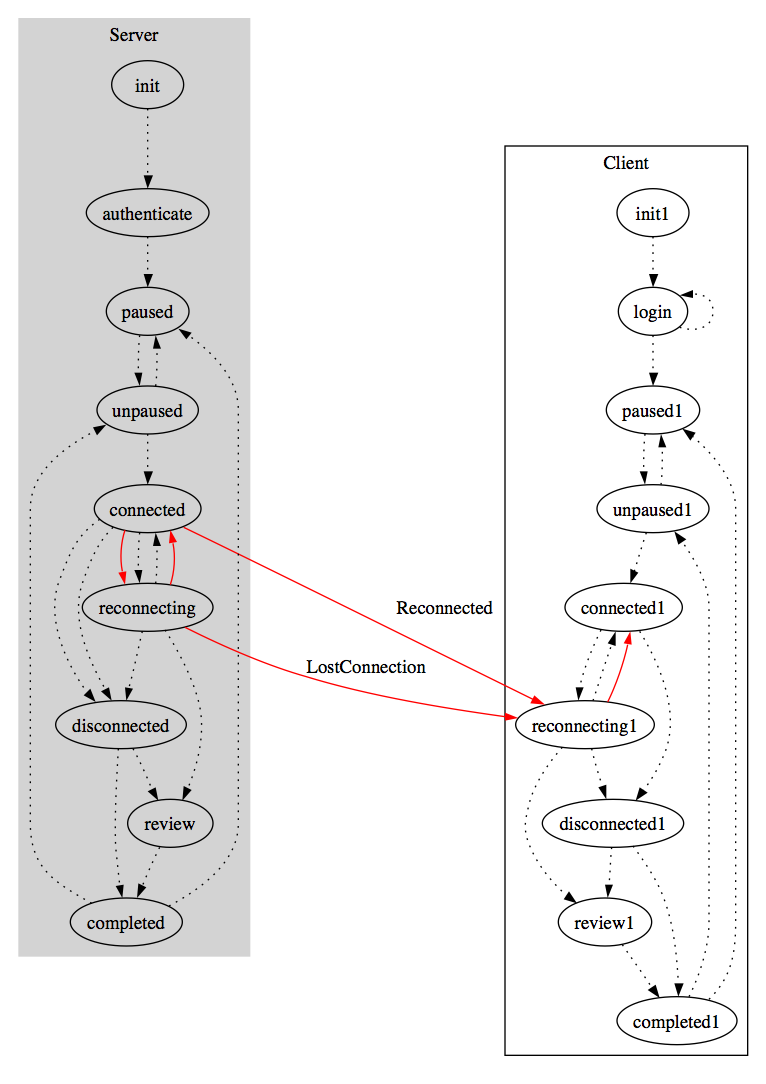 Server
init
authenticate
paused
unpaused
connected
reconnecting
disconnected
review
completed
Reconnected
LostConnection
Client
init1
login
paused1
unpaused1
connected1
reconnecting1
disconnected1
review1
completed1